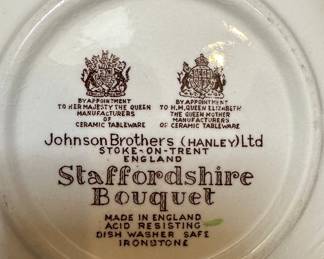 BY APPOINTMENT
TO HER MAJESTY THE QUEEN
MANUFACTURERS
OF
CERAMIC TABLEWARE
BY APPOINTMENT
TO H.M. QUEEN ELIZABETH
THE QUEEN MOTHER
MANUFACTURERS
OF CERAMIC TABLEWARE
Johnson Brothers (HANLEY) Ltd
STOKE-ON-TRENT
ENGLAND
Staffordshire
Bouquet
MADE IN ENGLAND
ACID RESISTING
DISH WASHER SAFE
IRONSTONE